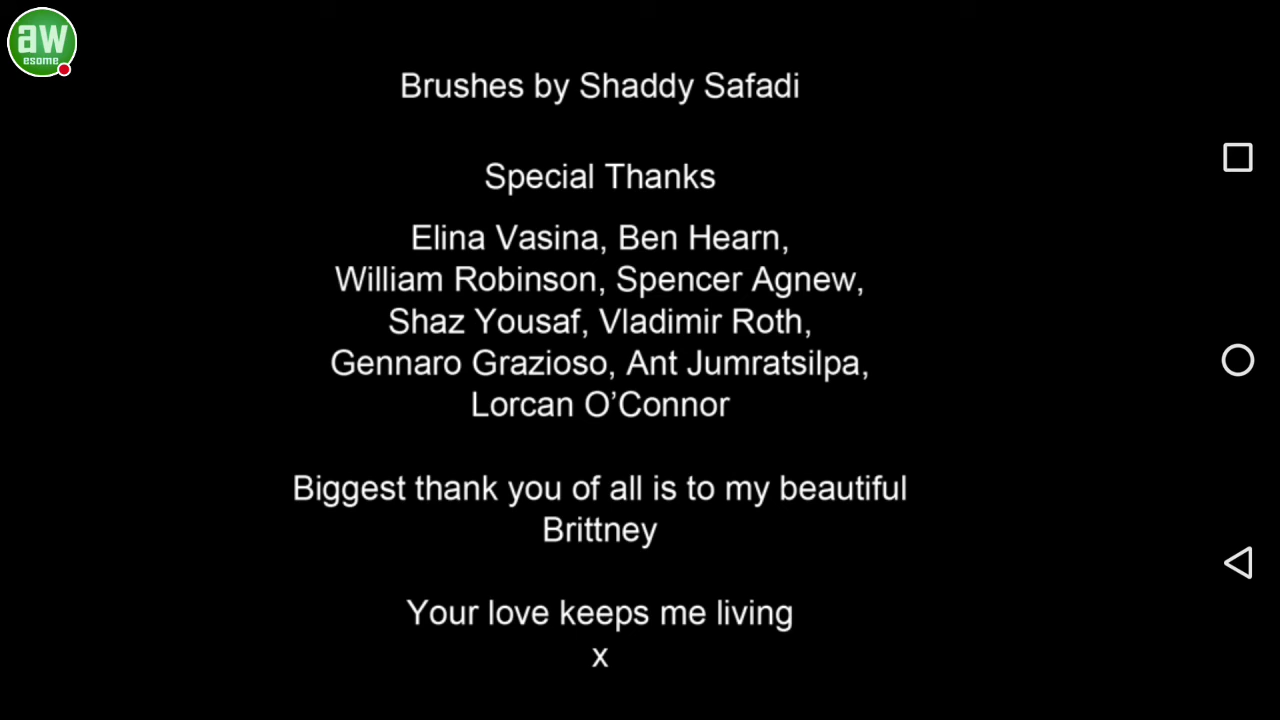 aw
esome
Brushes by Shaddy Safadi
Special Thanks
Elina Vasina, Ben Hearn,
William Robinson, Spencer Agnew,
Shaz Yousaf, Vladimir Roth,
Gennaro Grazioso, Ant Jumratsilpa,
Lorcan O’Connor
Biggest thank you of all is to my beautiful
Brittney
Your love keeps me living
x